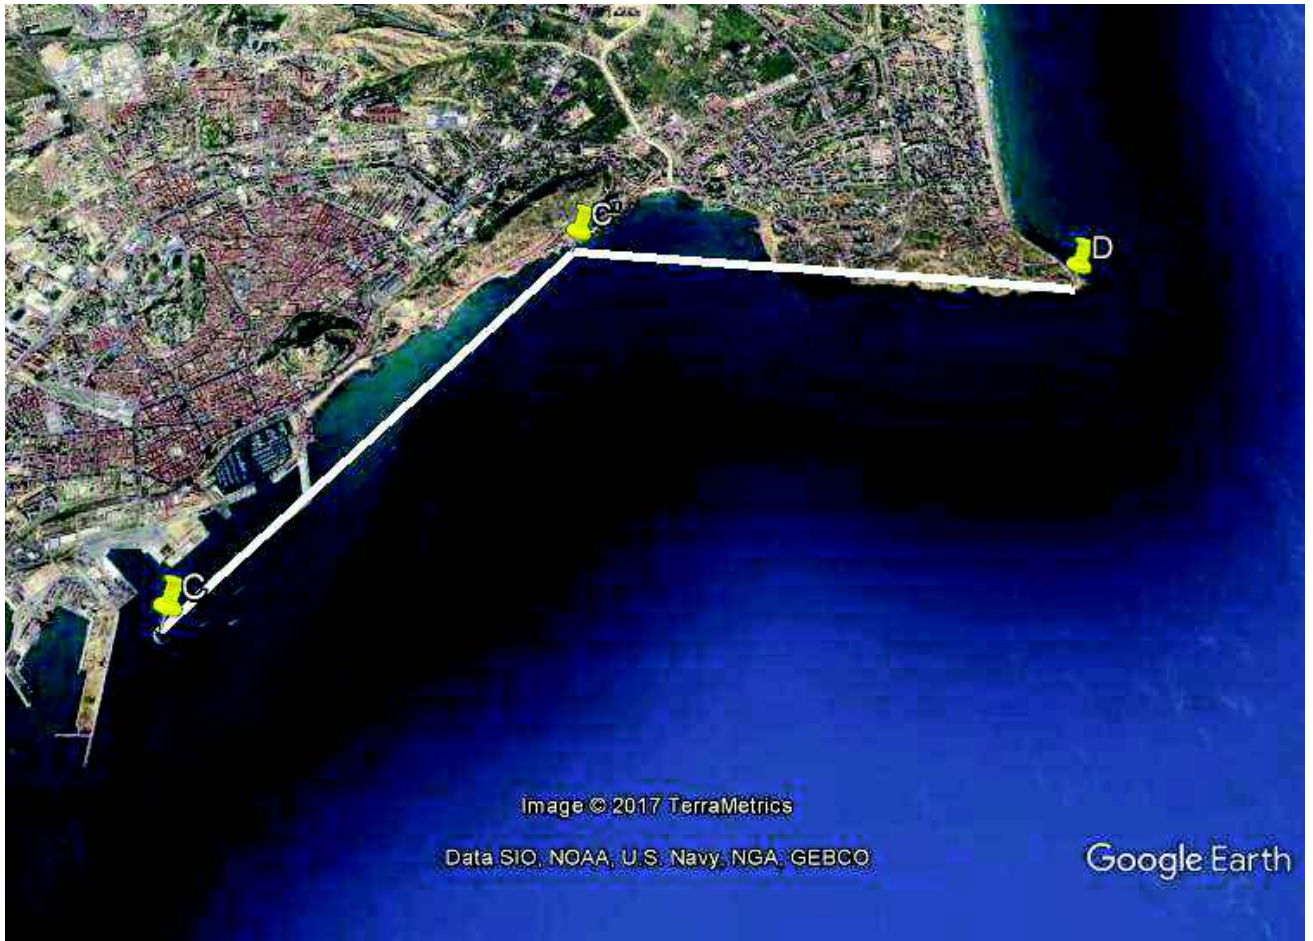 C"
D
C
Image © 2017 TerraMetrics
Data SIO, NOAA, U.S. Navy, NGA, GEBCO
Google Earth